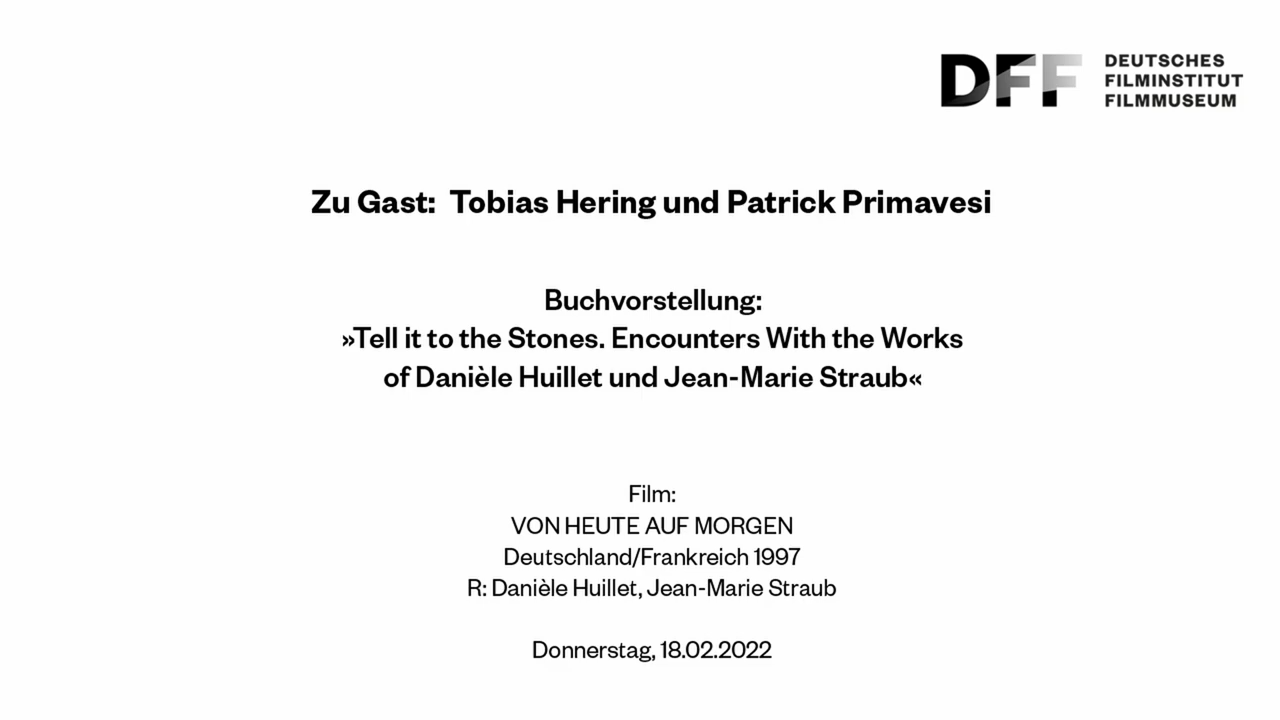 DFF
DEUTSCHES
FILMINSTITUT
FILMMUSEUM
Zu Gast: Tobias Hering und Patrick Primavesi
Buchvorstellung:
»Tell it to the Stones. Encounters With the Works
of Danièle Huillet und Jean-Marie Straub«
Film:
VON HEUTE AUF MORGEN
Deutschland/Frankreich 1997
R: Danièle Huillet, Jean-Marie Straub
Donnerstag, 18.02.2022